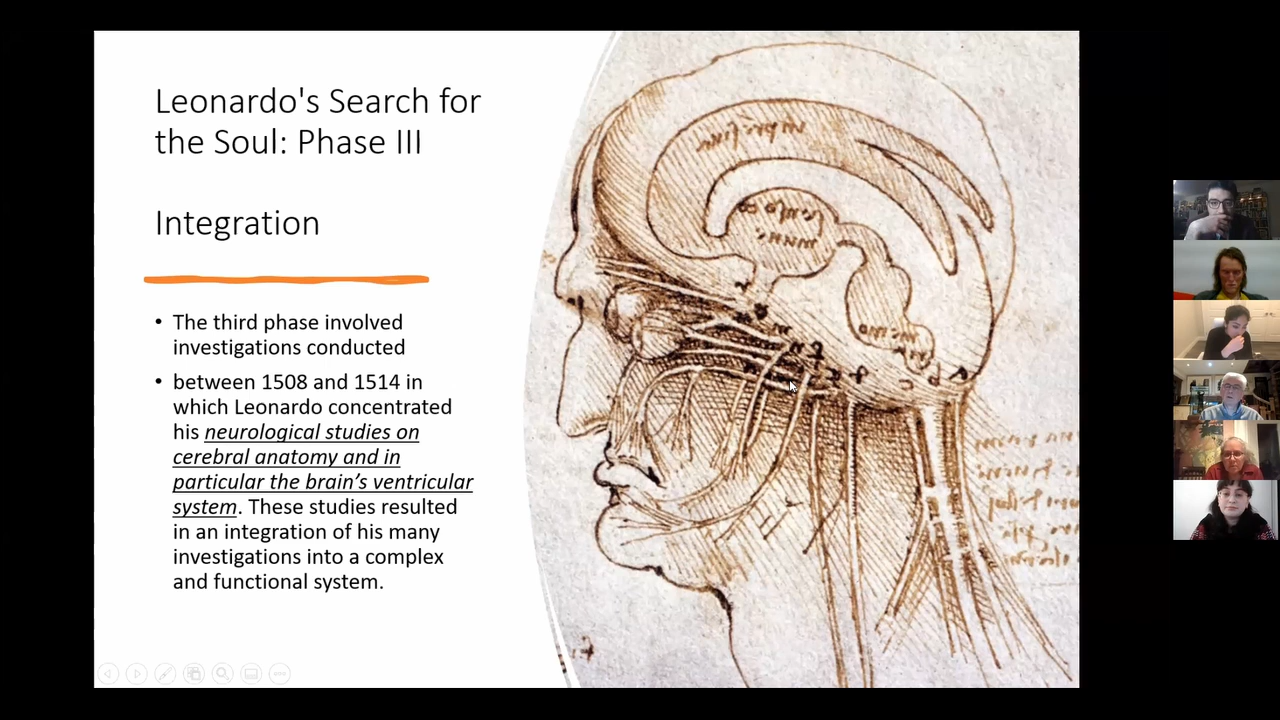 Leonardo's Search for
the Soul: Phase III
Integration
• The third phase involved
investigations conducted
• between 1508 and 1514 in
which Leonardo concentrated
his neurological studies on
cerebral anatomy and in
particular the brain’s ventricular
system. These studies resulted
in an integration of his many
investigations into a complex
and functional system.